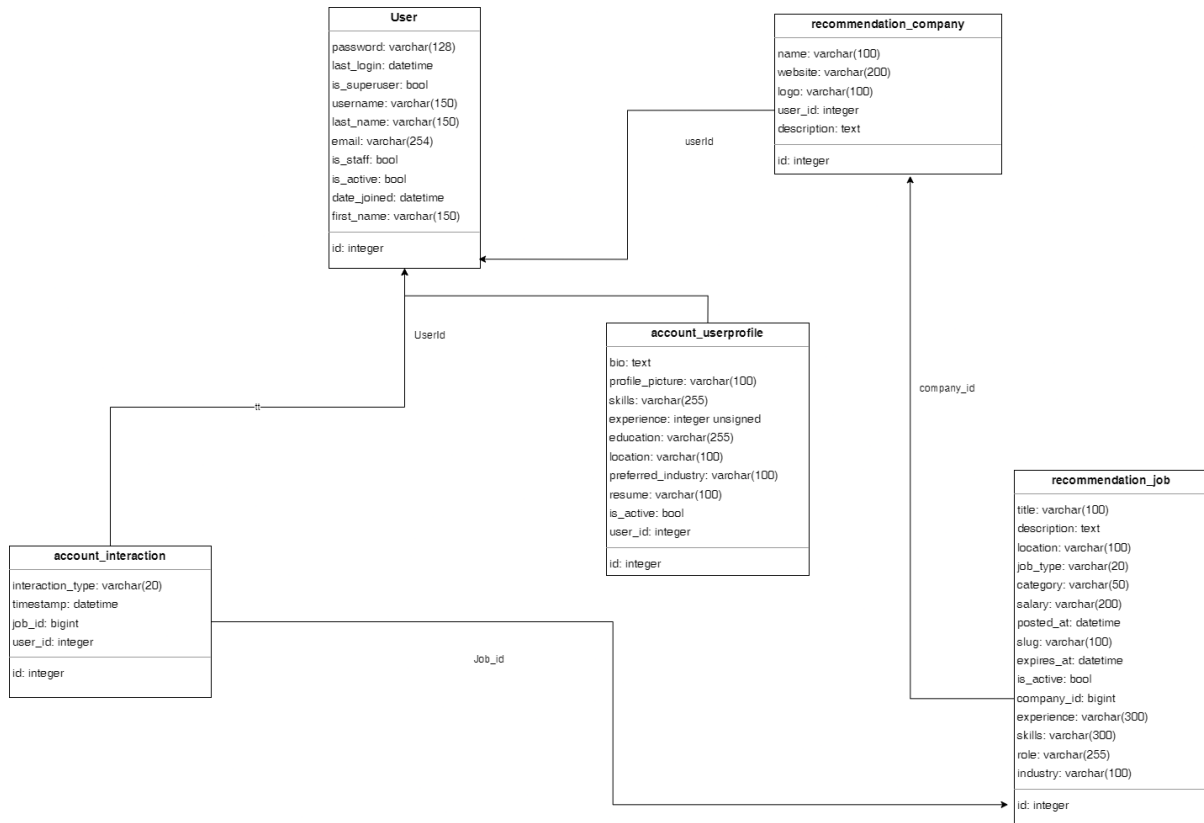 User
password: varchar(128)
last_login: datetime
is_superuser: bool
username: varchar(150)
last_name: varchar(150)
email: varchar(254)
is_staff: bool
is_active: bool
date_joined: datetime
first_name: varchar(150)
id: integer
recommendation_company
name: varchar(100)
website: varchar(200)
logo: varchar(100)
user_id: integer
description: text
id: integer
userId
UserId
tt
account_userprofile
bio: text
profile_picture: varchar(100)
skills: varchar(255)
experience: integer unsigned
education: varchar(255)
location: varchar(100)
preferred_industry: varchar(100)
resume: varchar(100)
is_active: bool
user_id: integer
id: integer
company_id
account_interaction
interaction_type: varchar(20)
timestamp: datetime
job_id: bigint
user_id: integer
id: integer
Job_id
recommendation_job
title: varchar(100)
description: text
location: varchar(100)
job_type: varchar(20)
category: varchar(50)
salary: varchar(200)
posted_at: datetime
slug: varchar(100)
expires_at: datetime
is_active: bool
company_id: bigint
experience: varchar(300)
skills: varchar(300)
role: varchar(255)
industry: varchar(100)
id: integer